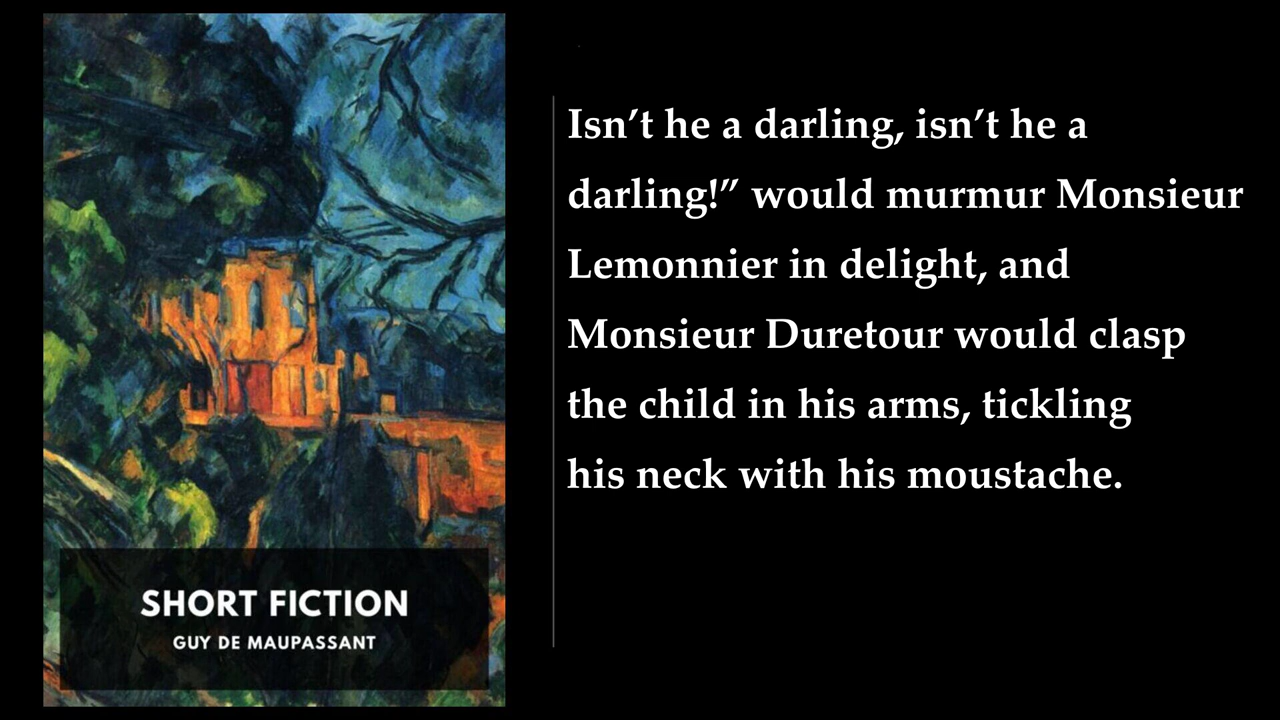 Isn’t he a darling, isn’t he a
darling!” would murmur Monsieur
Lemonnier in delight, and
Monsieur Duretour would clasp
the child in his arms, tickling
his neck with his moustache.
SHORT FICTION
GUY DE MAUPASSANT